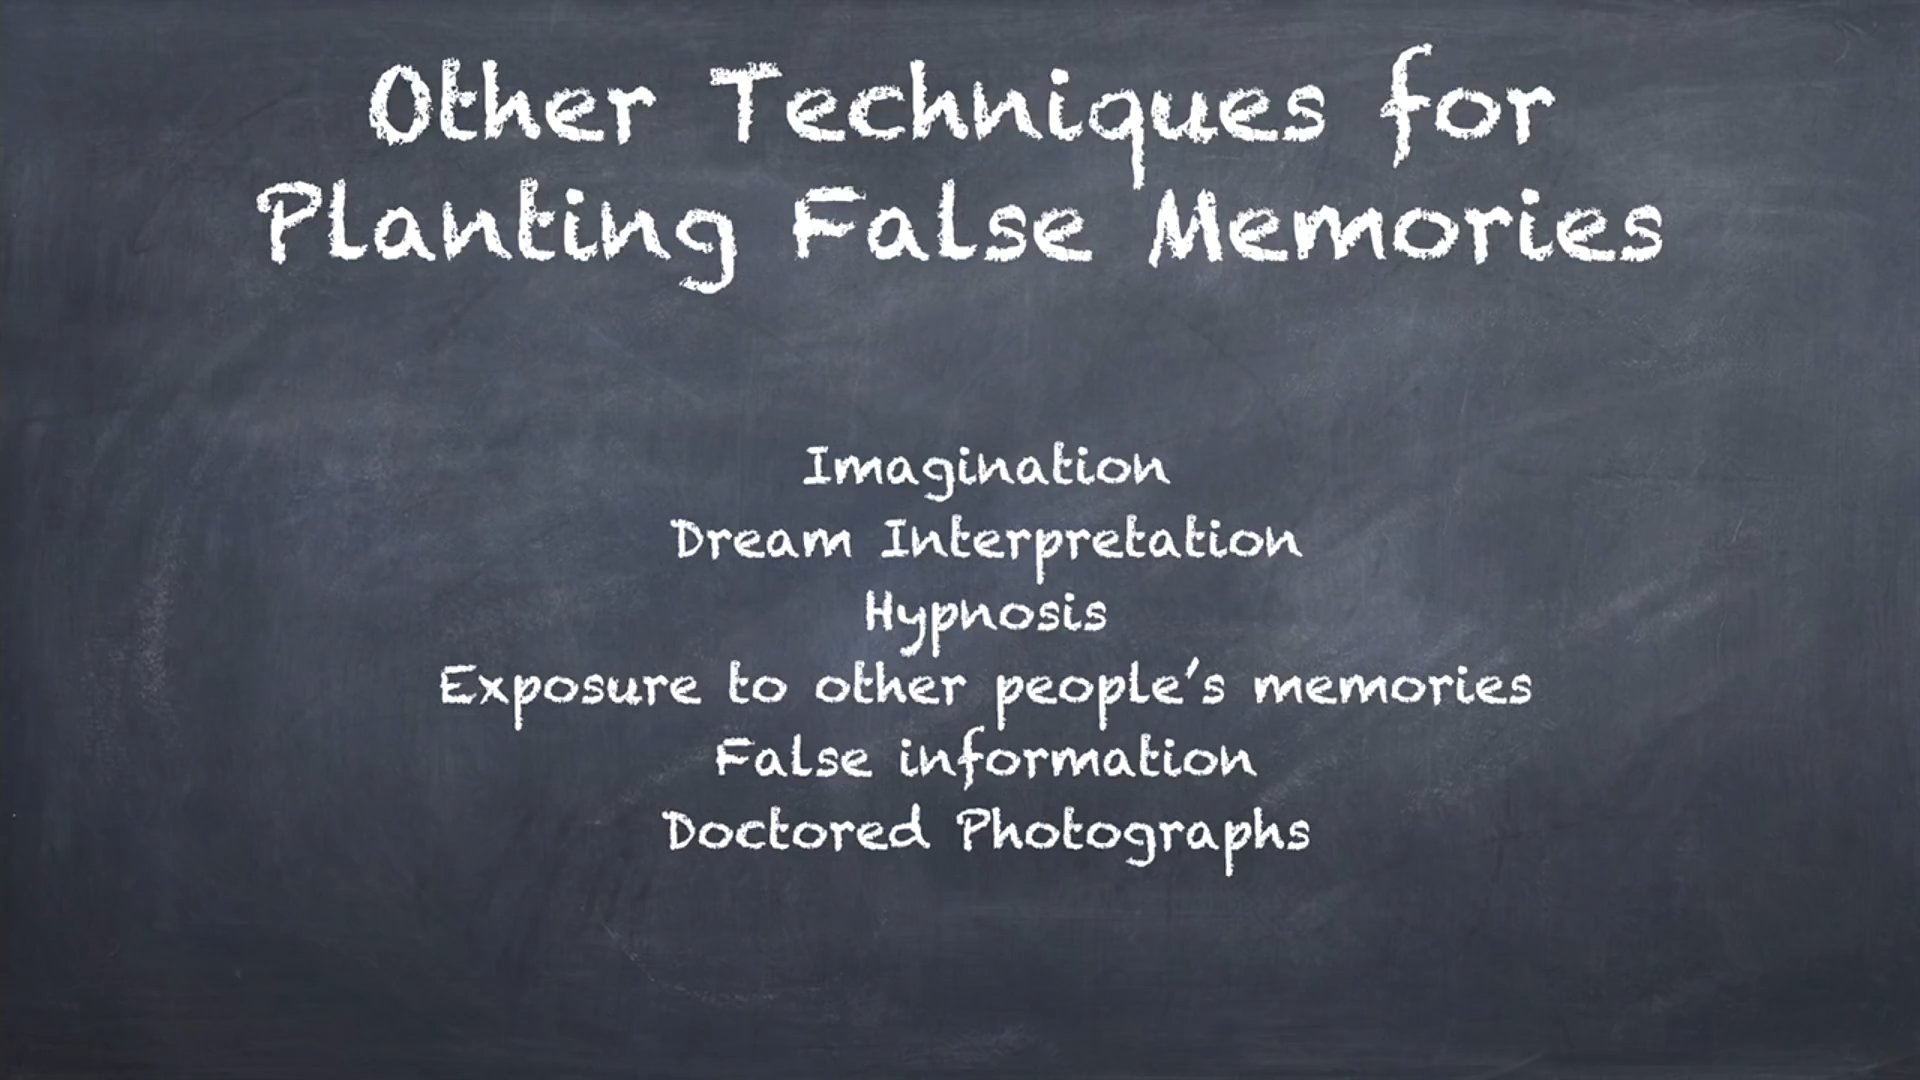 Other Techniques for
Planting False Memories
Imagination
Dream Interpretation
Hypnosis
Exposure to other people's memories
False information
Doctored Photographs